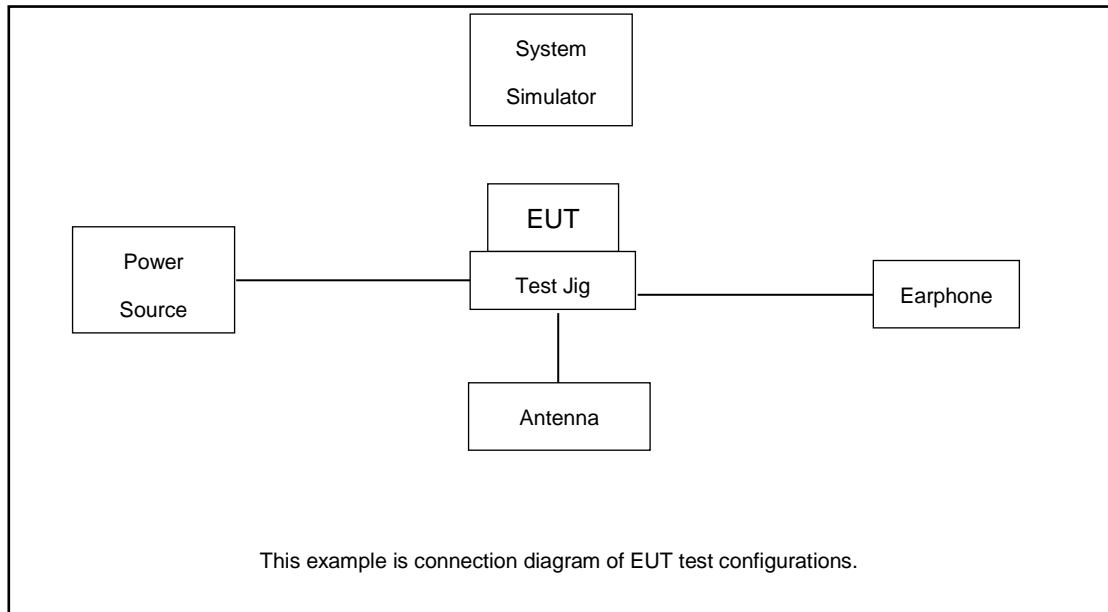 System
Simulator
EUT
Power
Source
Test Jig
Earphone
Antenna
This example is connection diagram of EUT test configurations.